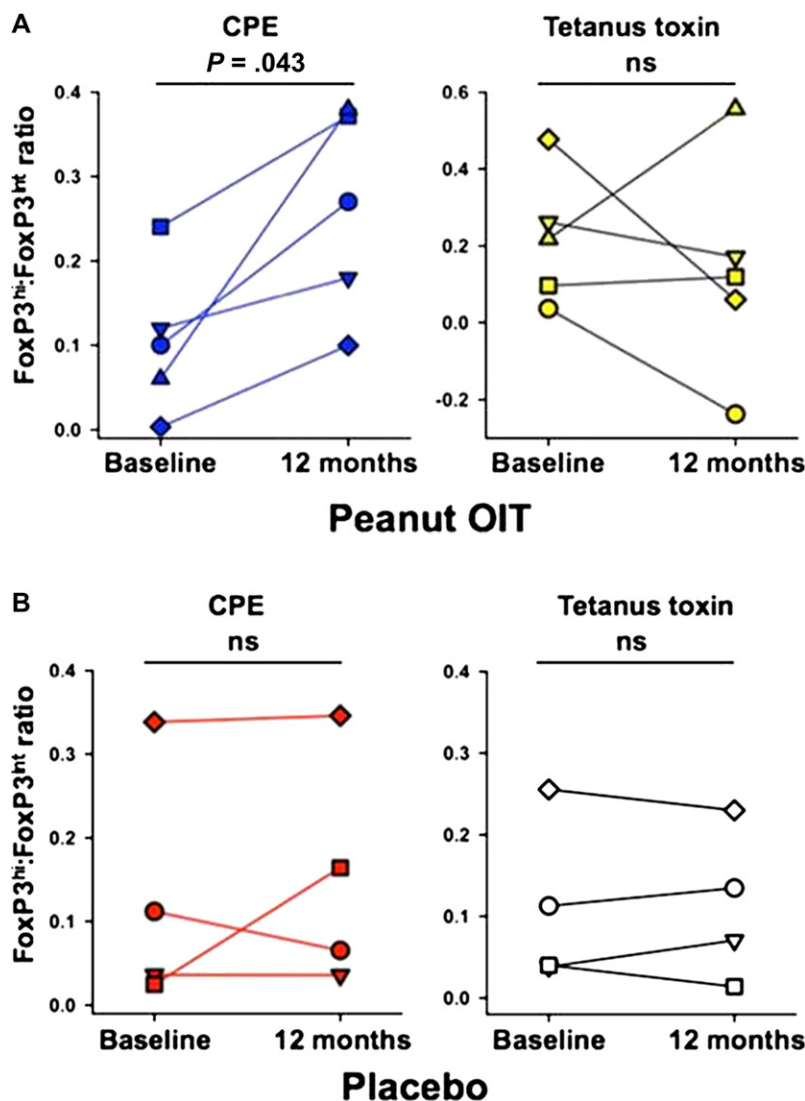 A
CPE
P = .043
Tetanus toxin
ns
FoxP3hi:FoxP3int ratio
0.4
0.3
0.2
0.1
0.0
0.6
0.4
0.2
0.0
-0.2
Baseline
12 months
Baseline
12 months
Peanut OIT
B
CPE
ns
Tetanus toxin
ns
FoxP3hi:FoxP3int ratio
0.4
0.3
0.2
0.1
0.0
0.4
0.3
0.2
0.1
0.0
Baseline
12 months
Baseline
12 months
Placebo